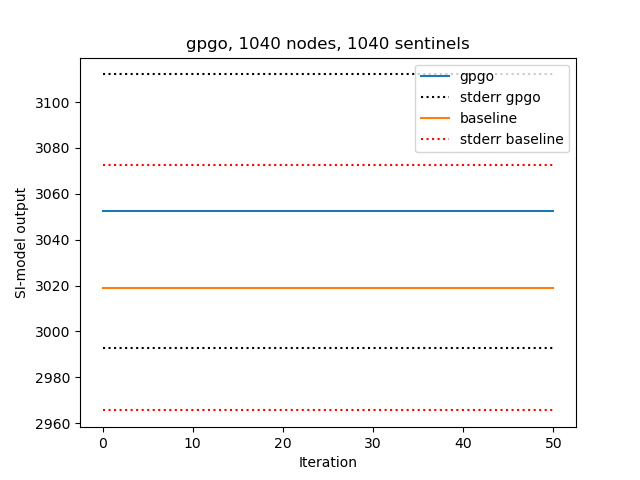 gpgo, 1040 nodes, 1040 sentinels
gpgo
stderr gpgo
baseline
stderr baseline
SI-model output
3100
3080
3060
3040
3020
3000
2980
2960
0 10 20 30 40 50
Iteration